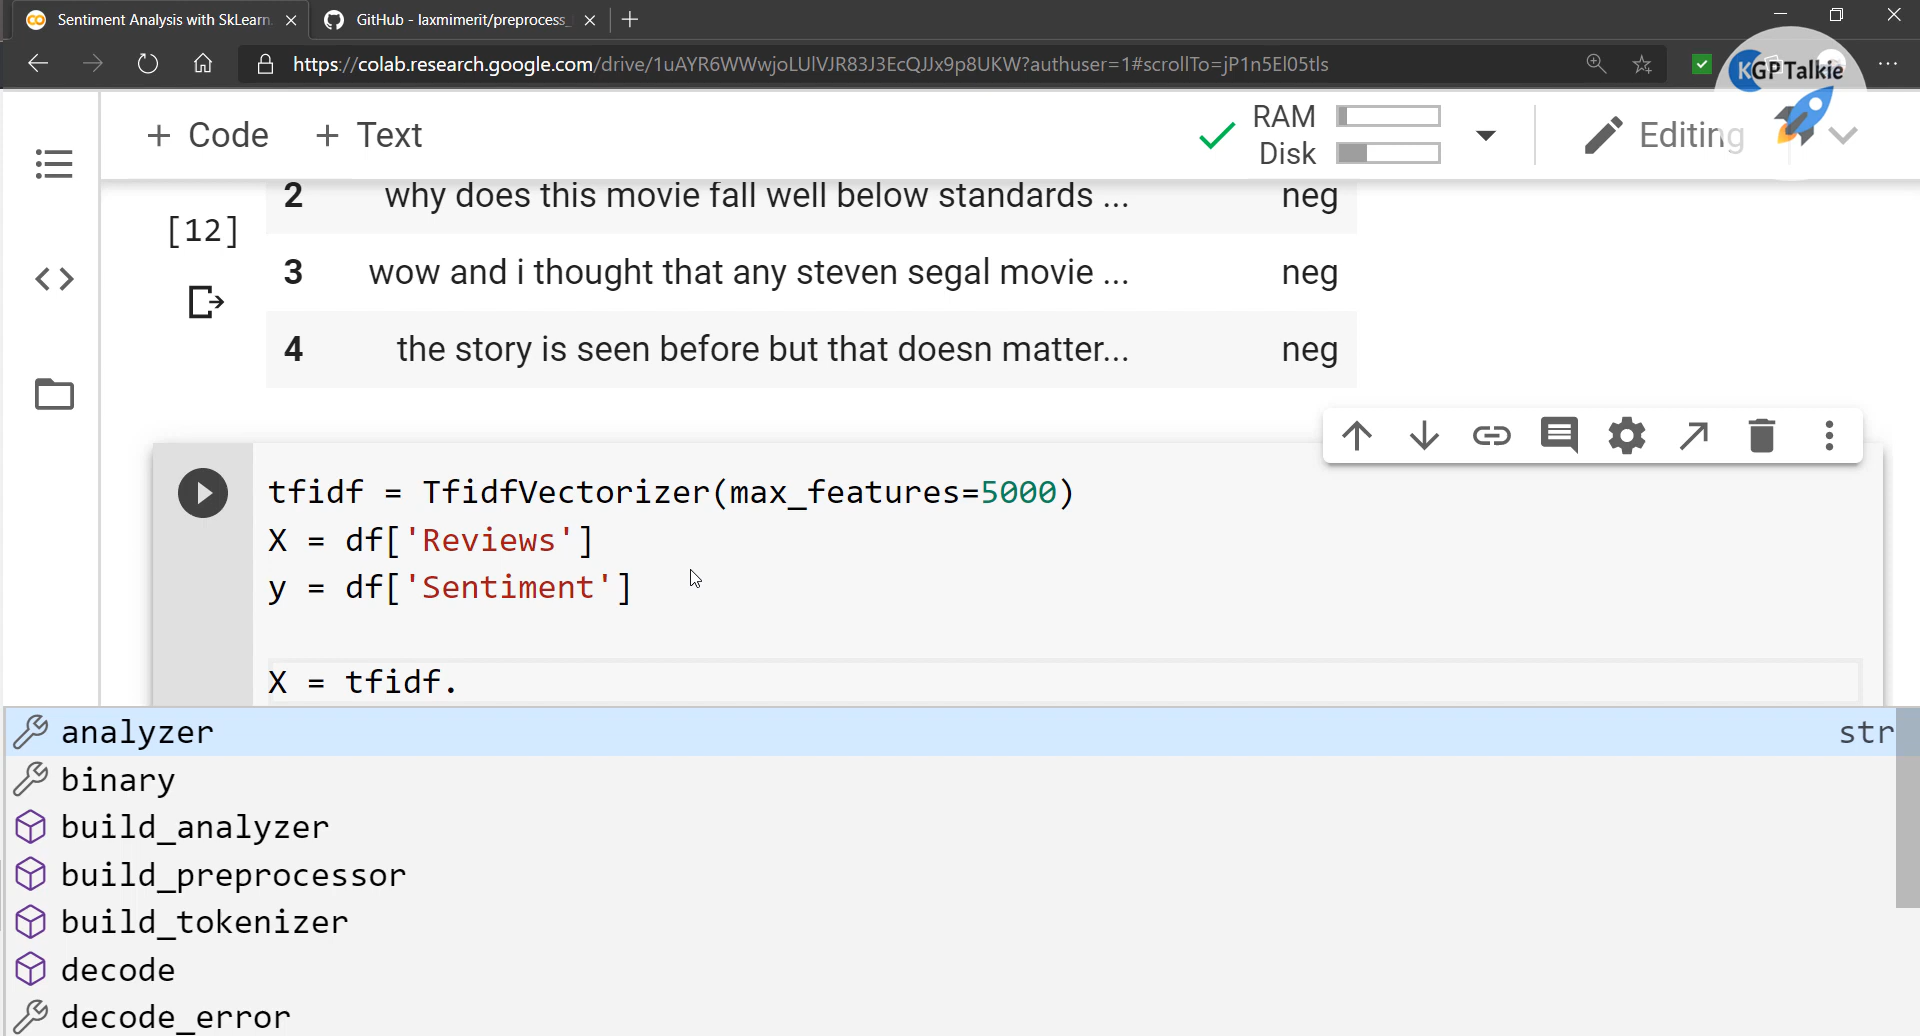 Sentiment Analysis with SkLearn
GitHub - laxmimerit/preprocess_
https://colab.research.google.com/drive/1uAYR6WWwjoLUlVJR83J3EcQJJx9p8UKW?authuser=1#scrollTo=jP1n5El05tls
KGPTalkie
+ Code + Text
RAM
Disk
Editing
2 why does this movie fall well below standards ... neg
[12]
3 wow and i thought that any steven segal movie ... neg
4 the story is seen before but that doesn matter... neg
tfidf = TfidfVectorizer(max_features=5000)
X = df['Reviews']
y = df['Sentiment']
X = tfidf.
analyzer str
binary
build_analyzer
build_preprocessor
build_tokenizer
decode
decode_error